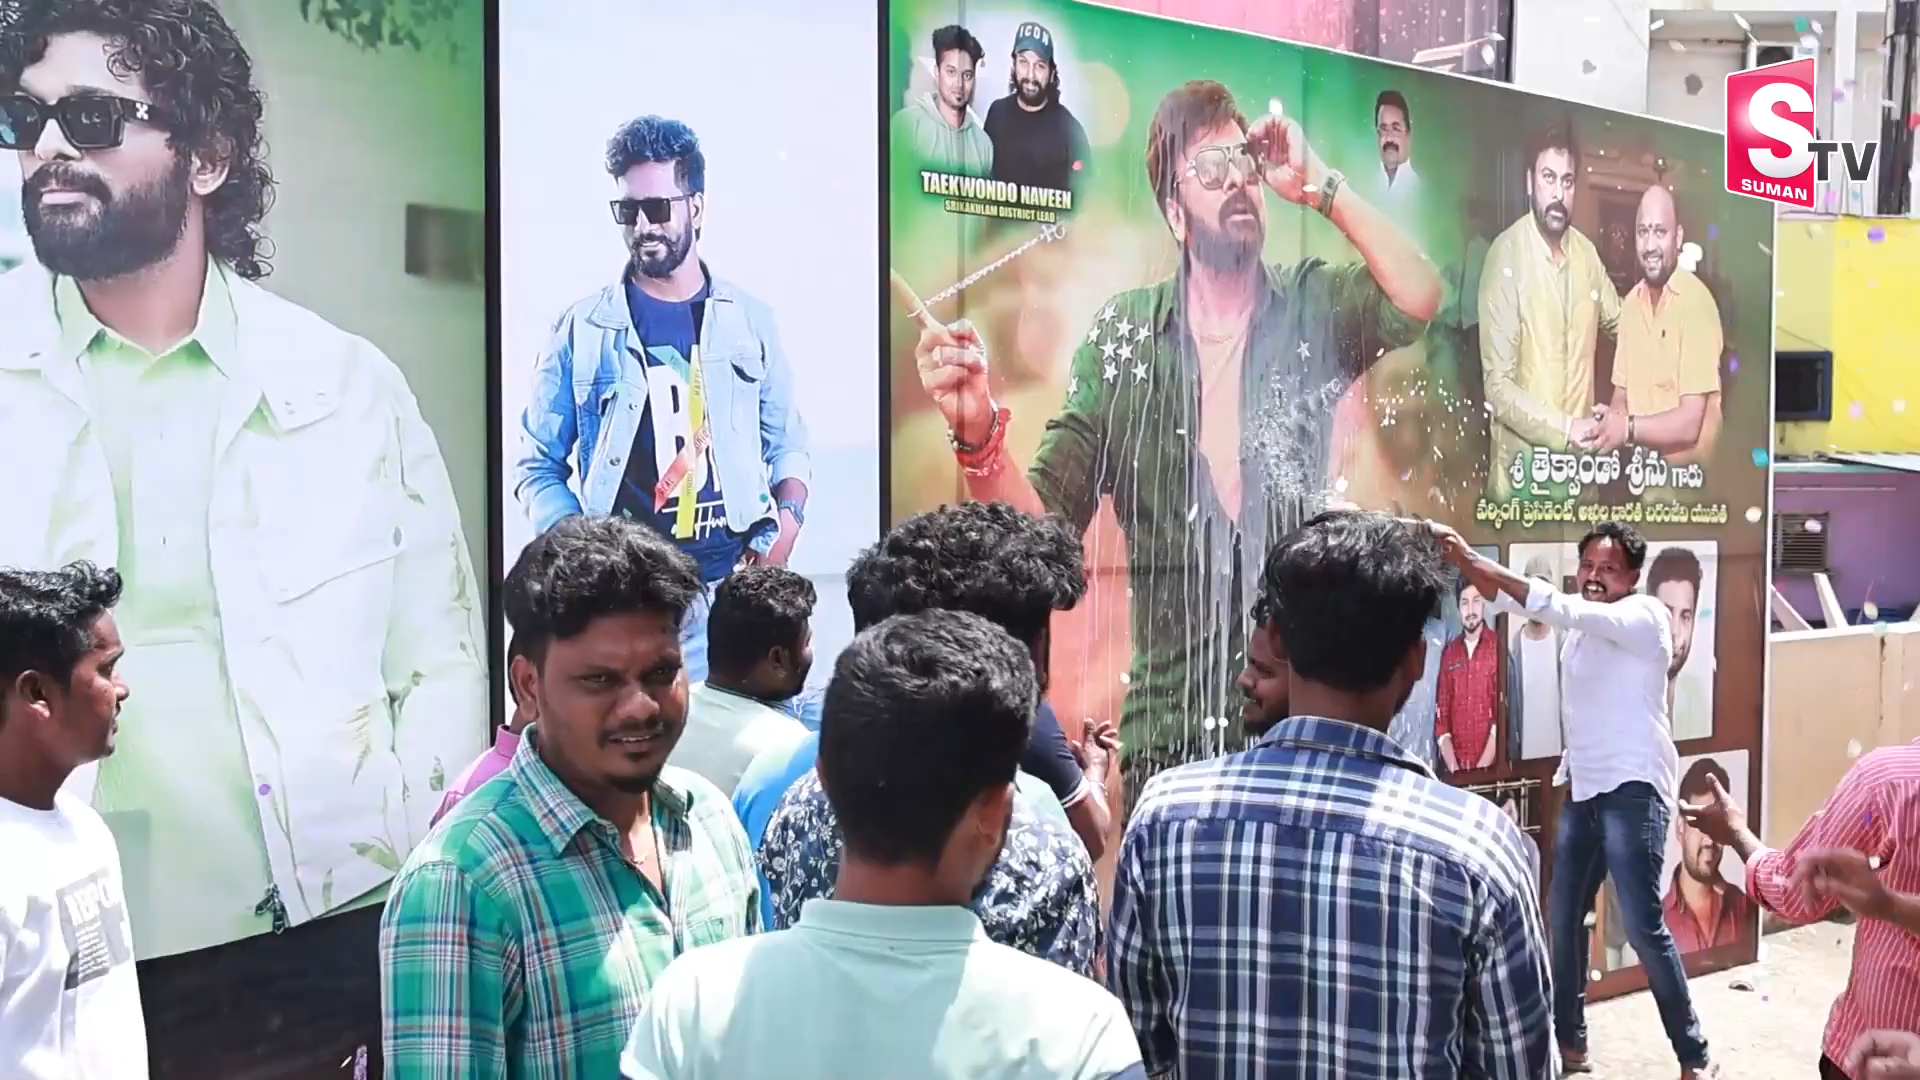 ICON
TAEKWONDO NAVEEN
SRIKAKULAM DISTRICT LEAD
S TV
SUMAN
శ్రీ తైక్వాండో శ్రీను గారు
వర్కింగ్ ప్రెసిడెంట్, అఖిల భారత చిరంజీవి యువత